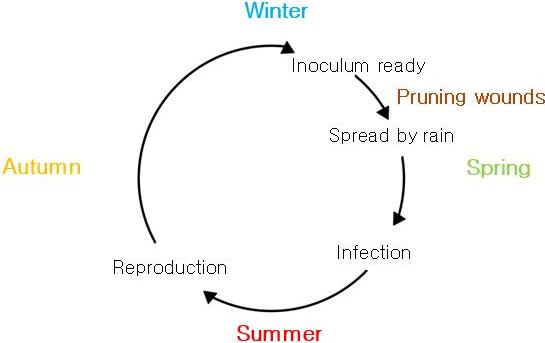 Winter
Inoculum ready
Pruning wounds
Spread by rain
Autumn
Spring
Infection
Reproduction
Summer